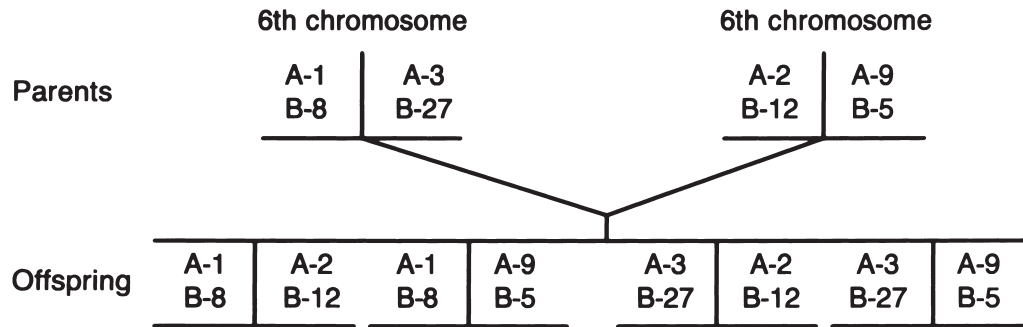 6th chromosome 6th chromosome
Parents
A-1 A-3 A-2 A-9
B-8 B-27 B-12 B-5
Offspring
A-1 A-2 A-1 A-9 A-3 A-2 A-3 A-9
B-8 B-12 B-8 B-5 B-27 B-12 B-27 B-5